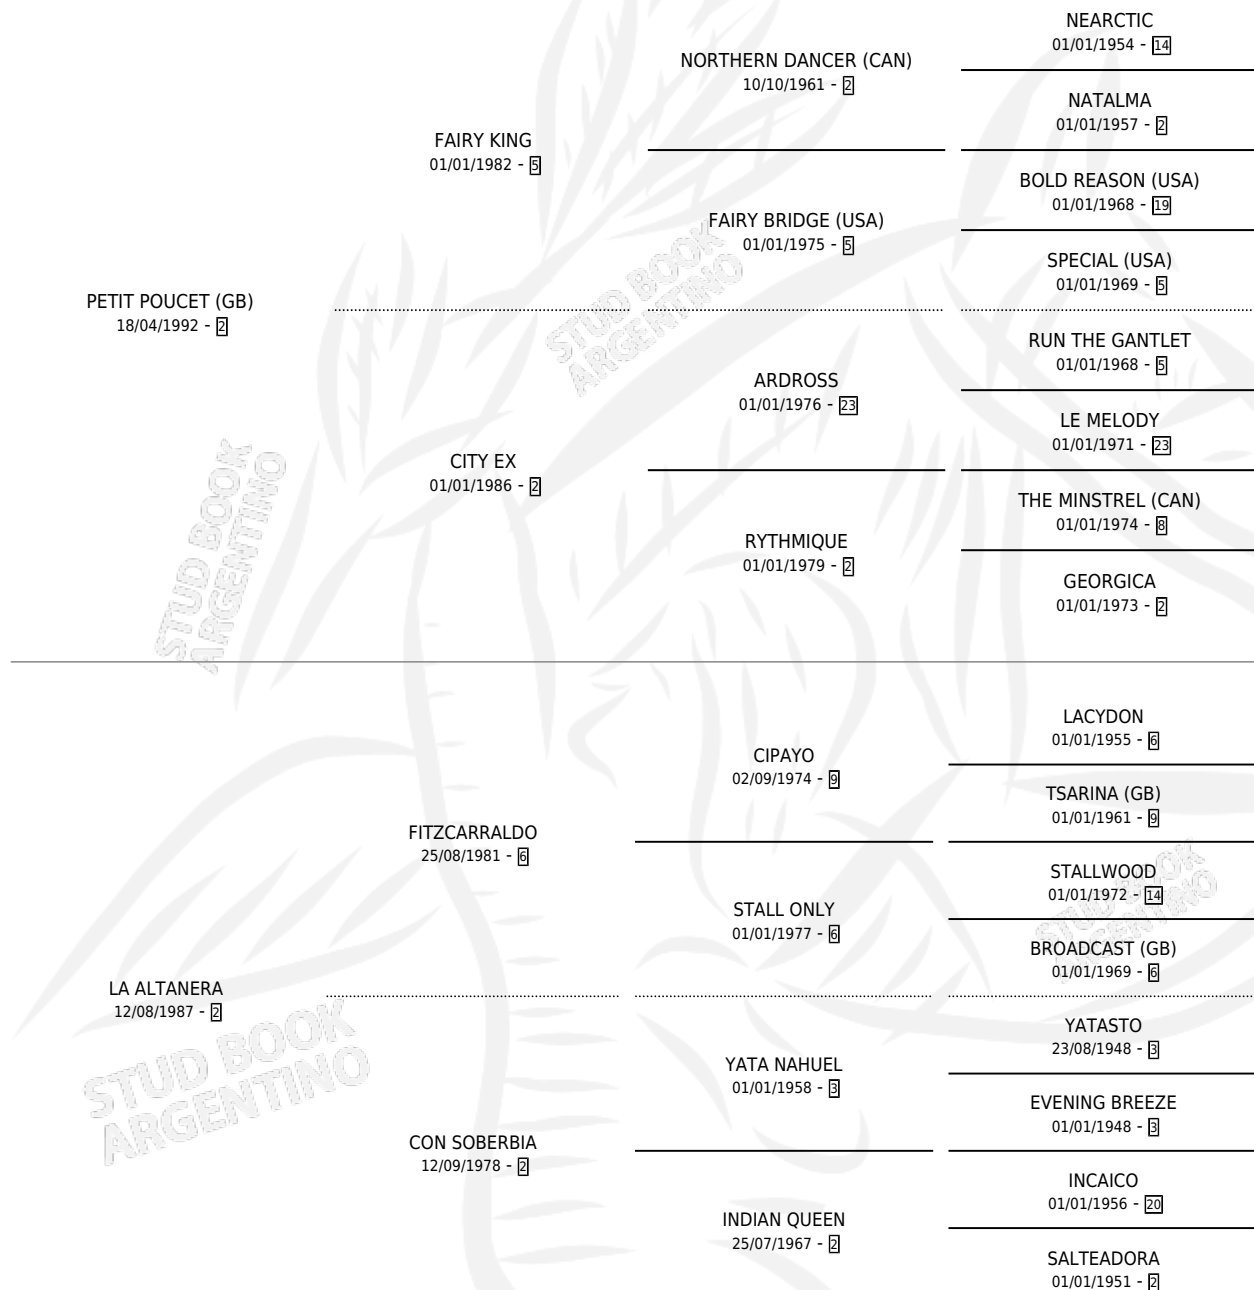 NEARCTIC
01/01/1954 - 14
NORTHERN DANCER (CAN)
10/10/1961 - 2
NATALMA
01/01/1957 - 2
FAIRY KING
01/01/1982 - 5
BOLD REASON (USA)
01/01/1968 - 19
FAIRY BRIDGE (USA)
01/01/1975 - 5
SPECIAL (USA)
01/01/1969 - 5
PETIT POUCET (GB)
18/04/1992 - 2
STUD BOOK
ARGENTINO
RUN THE GANTLET
01/01/1968 - 5
ARDROSS
01/01/1976 - 23
LE MELODY
01/01/1971 - 23
CITY EX
01/01/1986 - 2
THE MINSTREL (CAN)
01/01/1974 - 8
RYTHMIQUE
01/01/1979 - 2
GEORGICA
01/01/1973 - 2
STUD BOOK
ARGENTINO
LACYDON
01/01/1955 - 6
CIPAYO
02/09/1974 - 9
TSARINA (GB)
01/01/1961 - 9
FITZCARRALDO
25/08/1981 - 6
STALLWOOD
01/01/1972 - 14
STALL ONLY
01/01/1977 - 6
STUD BOOK
ARGENTINO
BROADCAST (GB)
01/01/1969 - 6
LA ALTANERA
12/08/1987 - 2
STUD BOOK
ARGENTINO
YATASTO
23/08/1948 - 3
YATA NAHUEL
01/01/1958 - 3
EVENING BREEZE
01/01/1948 - 3
CON SOBERBIA
12/09/1978 - 2
INCAICO
01/01/1956 - 20
INDIAN QUEEN
25/07/1967 - 2
SALTEADORA
01/01/1951 - 2